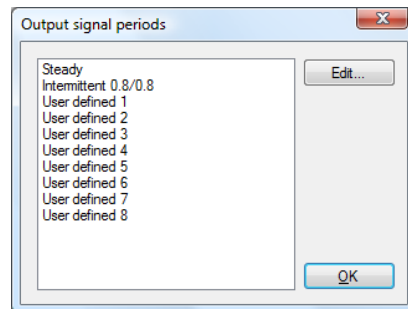 Output signal periods
Steady
Intermittent 0.8/0.8
User defined 1
User defined 2
User defined 3
User defined 4
User defined 5
User defined 6
User defined 7
User defined 8
Edit...
OK